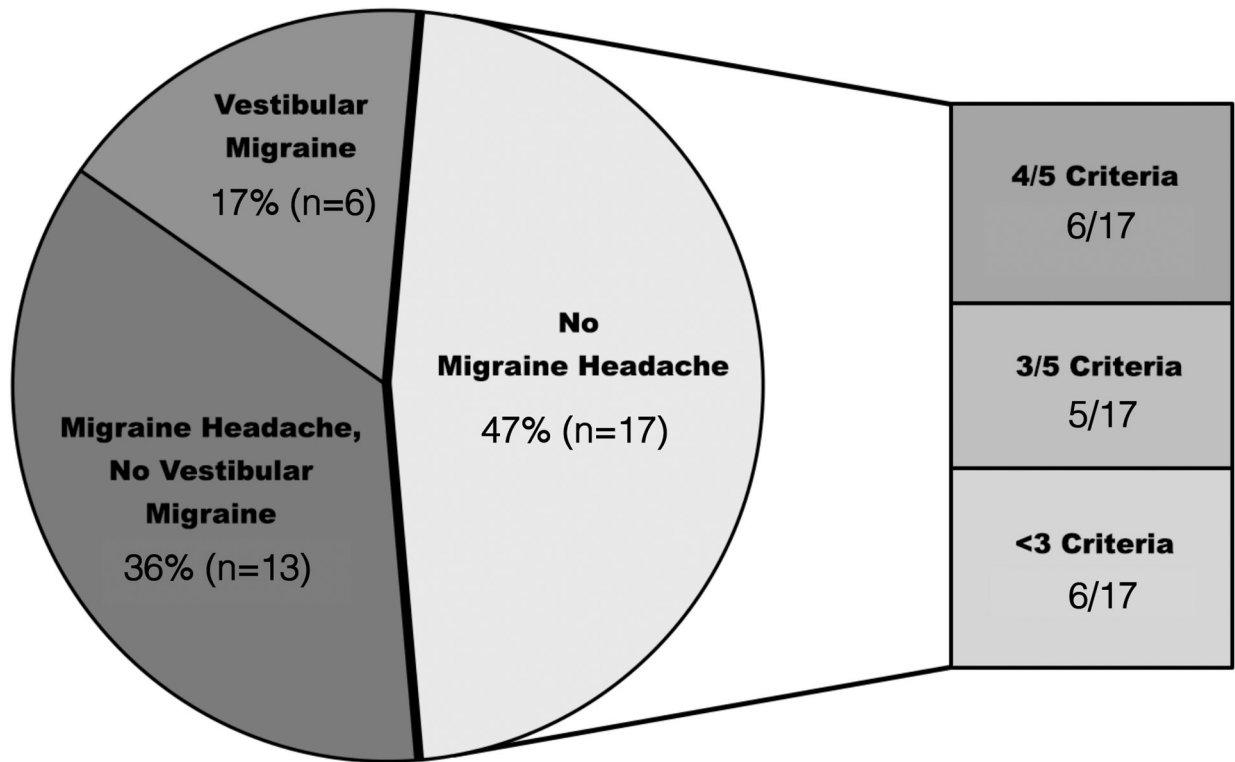 Vestibular
Migraine
17% (n=6)
No
Migraine Headache
47% (n=17)
Migraine Headache,
No Vestibular
Migraine
36% (n=13)
4/5 Criteria
6/17
3/5 Criteria
5/17
<3 Criteria
6/17